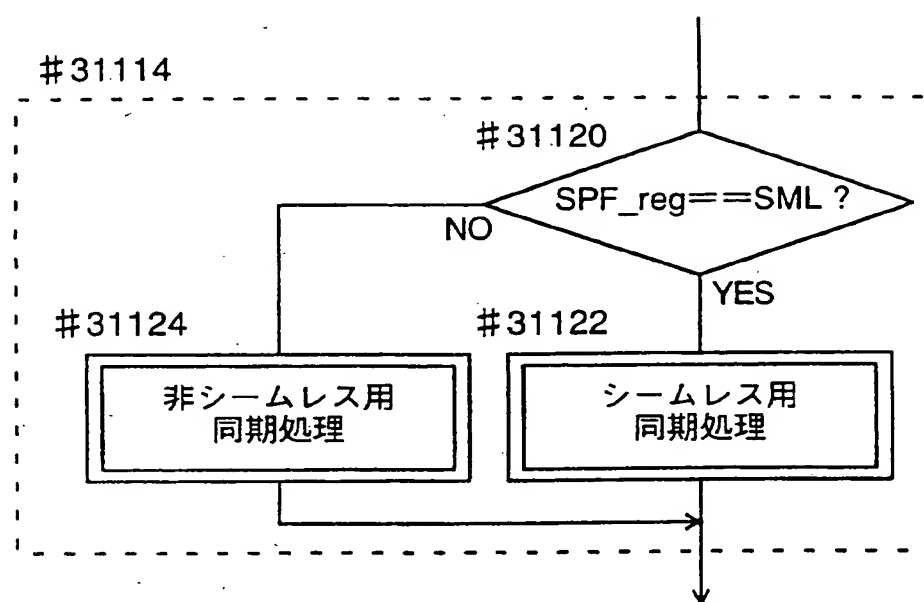 #31114
#31120
SPF_reg==SML ?
NO
YES
#31124
#31122
非シームレス用
同期処理
シームレス用
同期処理